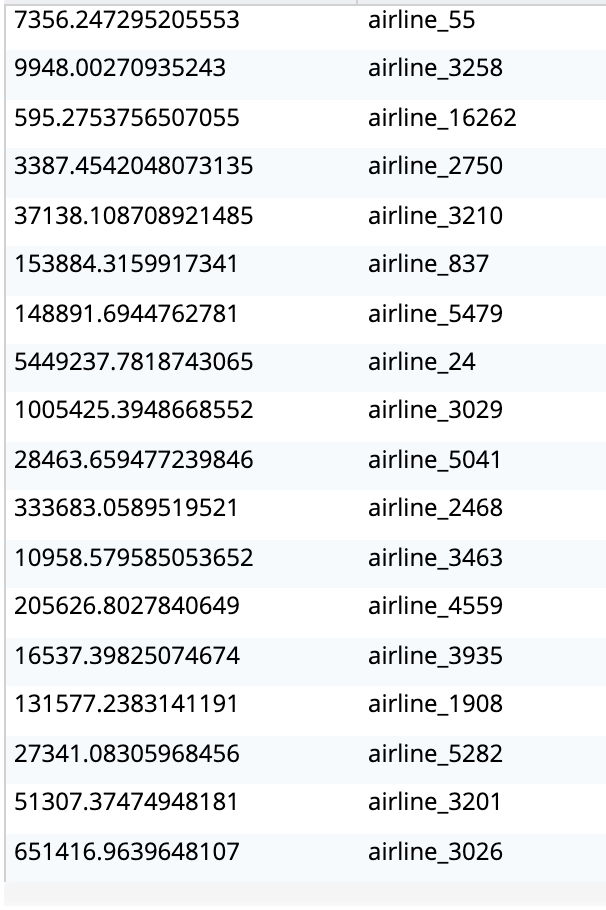 7356.247295205553 airline_55
9948.00270935243 airline_3258
595.2753756507055 airline_16262
3387.4542048073135 airline_2750
37138.108708921485 airline_3210
153884.3159917341 airline_837
148891.6944762781 airline_5479
5449237.7818743065 airline_24
1005425.3948668552 airline_3029
28463.659477239846 airline_5041
333683.0589519521 airline_2468
10958.579585053652 airline_3463
205626.8027840649 airline_4559
16537.39825074674 airline_3935
131577.2383141191 airline_1908
27341.08305968456 airline_5282
51307.37474948181 airline_3201
651416.9639648107 airline_3026